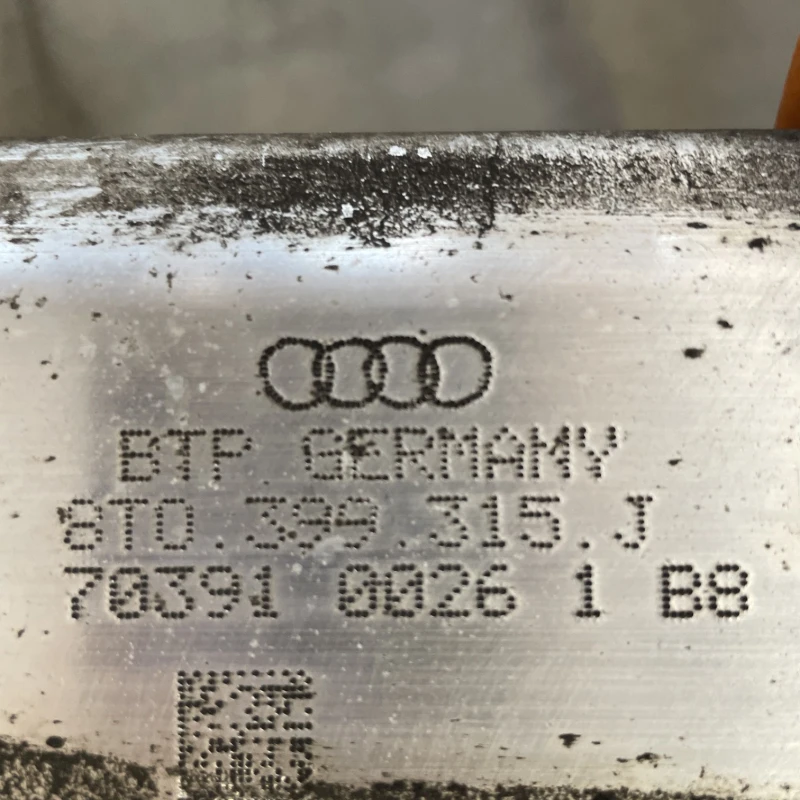 BTP GERMANY
8T0.399.315.J
70391 0026 1 B8